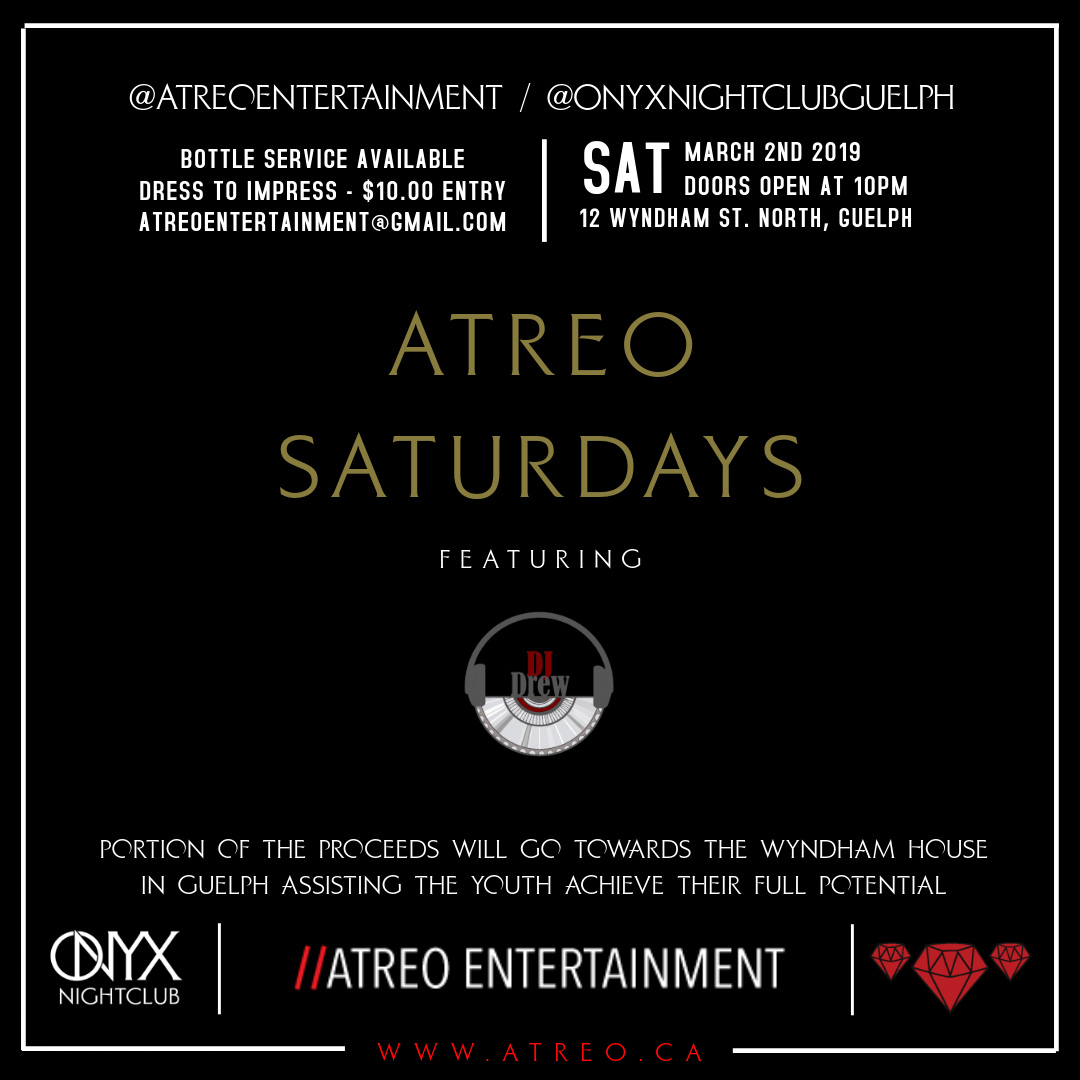 @ATREOENTERTAINMENT / @ONYXNIGHTCLUBGUELPH
BOTTLE SERVICE AVAILABLE
DRESS TO IMPRESS - $10.00 ENTRY
ATREOENTERTAINMENT@GMAIL.COM
SAT
MARCH 2ND 2019
DOORS OPEN AT 10PM
12 WYNDHAM ST. NORTH, GUELPH
ATREO
SATURDAYS
FEATURING
DJ
Drew
PORTION OF THE PROCEEDS WILL GO TOWARDS THE WYNDHAM HOUSE
IN GUELPH ASSISTING THE YOUTH ACHIEVE THEIR FULL POTENTIAL
ONYX
NIGHTCLUB
//ATREO ENTERTAINMENT
WWW.ATREO.CA